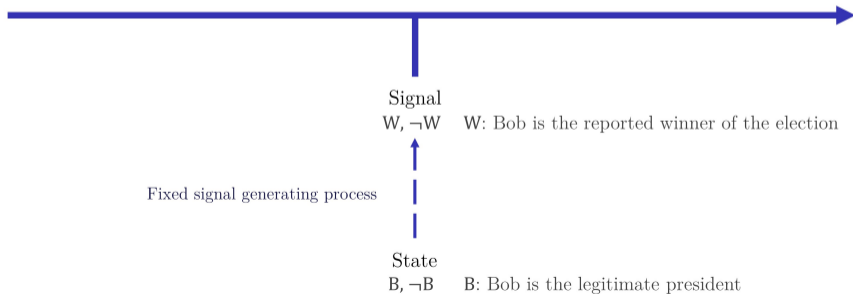 Signal
W, ¬W W: Bob is the reported winner of the election
Fixed signal generating process
State
B, ¬B B: Bob is the legitimate president